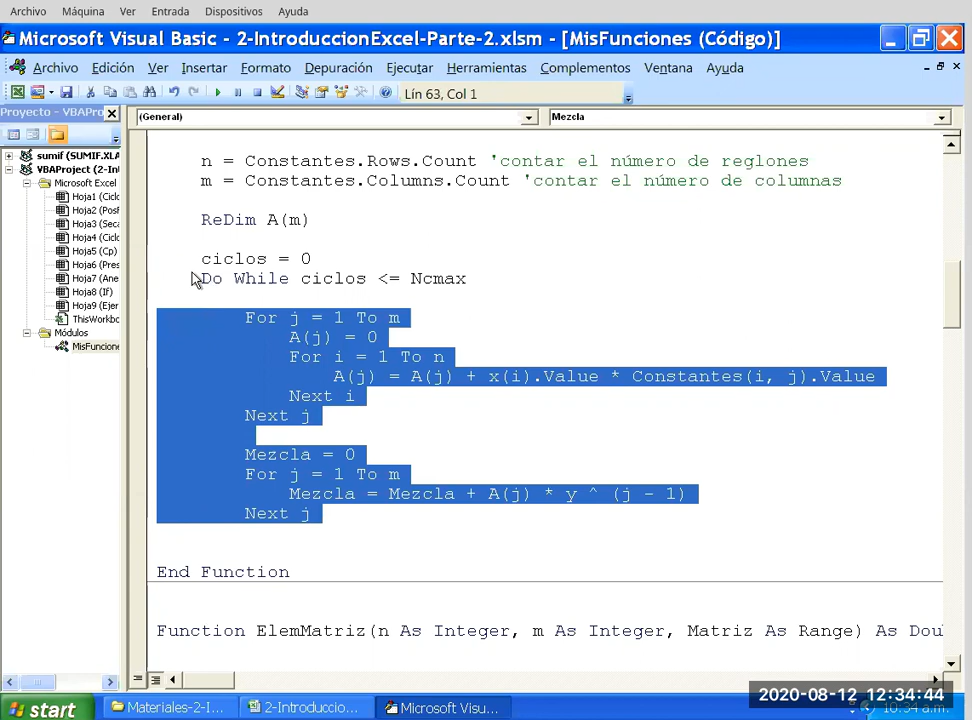 Archivo Máquina Ver Entrada Dispositivos Ayuda
Microsoft Visual Basic - 2-IntroduccionExcel-Parte-2.xlsm - [MisFunciones (Código)]
Archivo Edición Ver Insertar Formato Depuración Ejecutar Herramientas Complementos Ventana Ayuda
Lín 63, Col 1
Proyecto - VBAPro
(General) Mezcla
sumif (SUMIF.XLA
VBAProject (2-In
Microsoft Excel
Hoja1 (Ciclo
Hoja2 (PosF
Hoja3 (Seca
Hoja4 (Ciclo
Hoja5 (Cp)
Hoja6 (Pres
Hoja7 (Ane
Hoja8 (If)
Hoja9 (Ejer
ThisWorkbo
Módulos
MisFuncione
n = Constantes.Rows.Count 'contar el número de reglones
m = Constantes.Columns.Count 'contar el número de columnas
ReDim A(m)
ciclos = 0
Do While ciclos <= Ncmax
For j = 1 To m
A(j) = 0
For i = 1 To n
A(j) = A(j) + x(i).Value * Constantes(i, j).Value
Next i
Next j
Mezcla = 0
For j = 1 To m
Mezcla = Mezcla + A(j) * y ^ (j - 1)
Next j
End Function
Function ElemMatriz(n As Integer, m As Integer, Matriz As Range) As Dou
start Materiales-2-I... 2-Introduccio... Microsoft Visu... 10:34 a.m.
2020-08-12 12:34:44